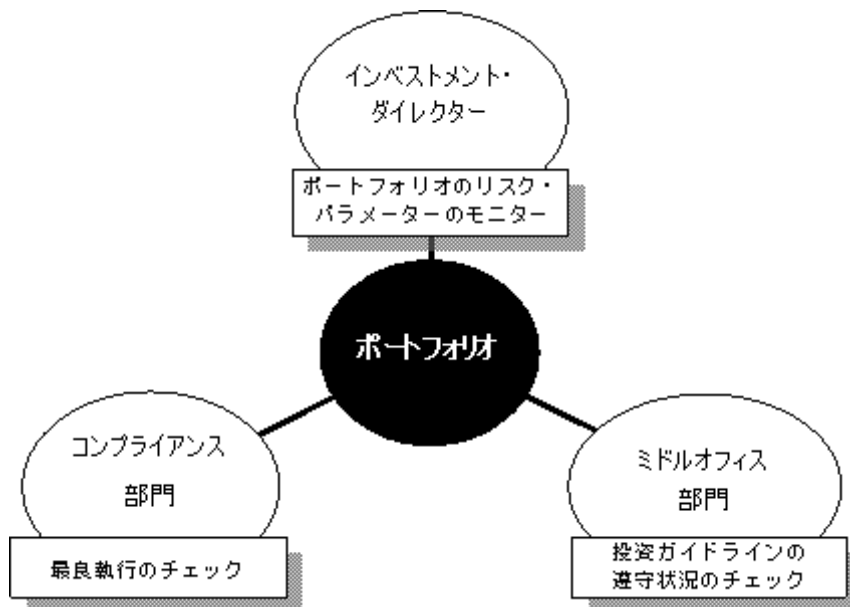 インベストメント・
ダイレクター
ポートフォリオのリスク・
パラメーターのモニター
ポートフォリオ
コンプライアンス
部門
最良執行のチェック
ミドルオフィス
部門
投資ガイドラインの
遵守状況のチェック